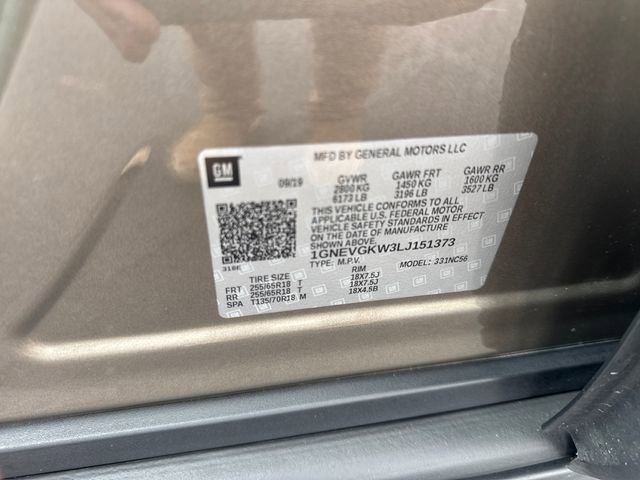 MFD BY GENERAL MOTORS LLC
GM
09/19 GVWR GAWR FRT GAWR RR
2800 KG 1450 KG 1600 KG
6173 LB 3196 LB 3527 LB
THIS VEHICLE CONFORMS TO ALL
APPLICABLE U.S. FEDERAL MOTOR
VEHICLE SAFETY STANDARDS IN EFFECT
ON THE DATE OF MANUFACTURE
SHOWN ABOVE.
1GNEVGKW3LJ151373
TYPE: M.P.V. MODEL: 331NC56
318E
TIRE SIZE RIM
FRT 255/65R18 T 18X7.5J
RR 255/65R18 T 18X7.5J
SPA T135/70R18 M 18X4.5B